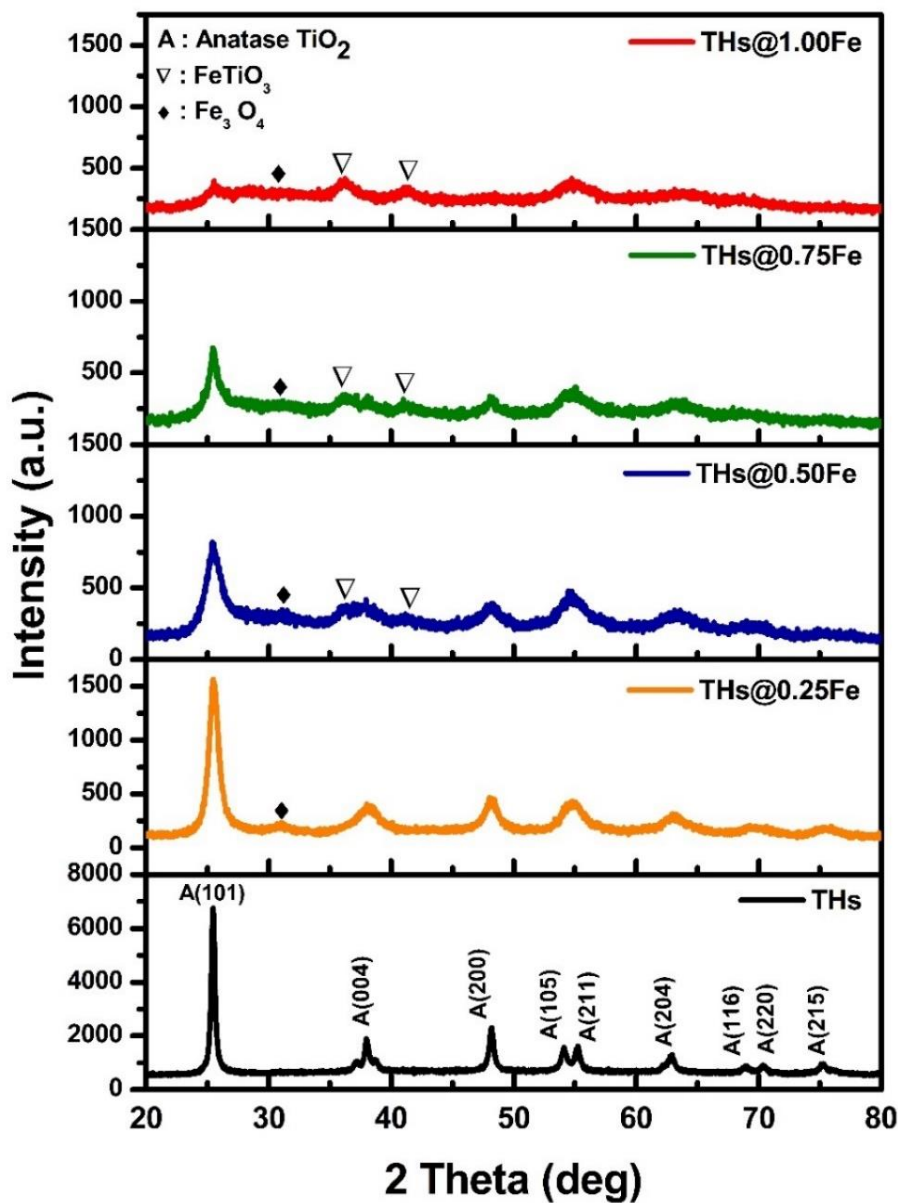 Intensity (a.u.)
1500
1000
500
A : Anatase TiO2
▽ : FeTiO3
♦ : Fe3 O4
THs@1.00Fe
1500
1000
500
THs@0.75Fe
1500
1000
500
0
THs@0.50Fe
1500
1000
500
0
THs@0.25Fe
8000
6000
4000
2000
0
THs
A(101)
A(004)
A(200)
A(105)
A(211)
A(204)
A(116)
A(220)
A(215)
20 30 40 50 60 70 80
2 Theta (deg)